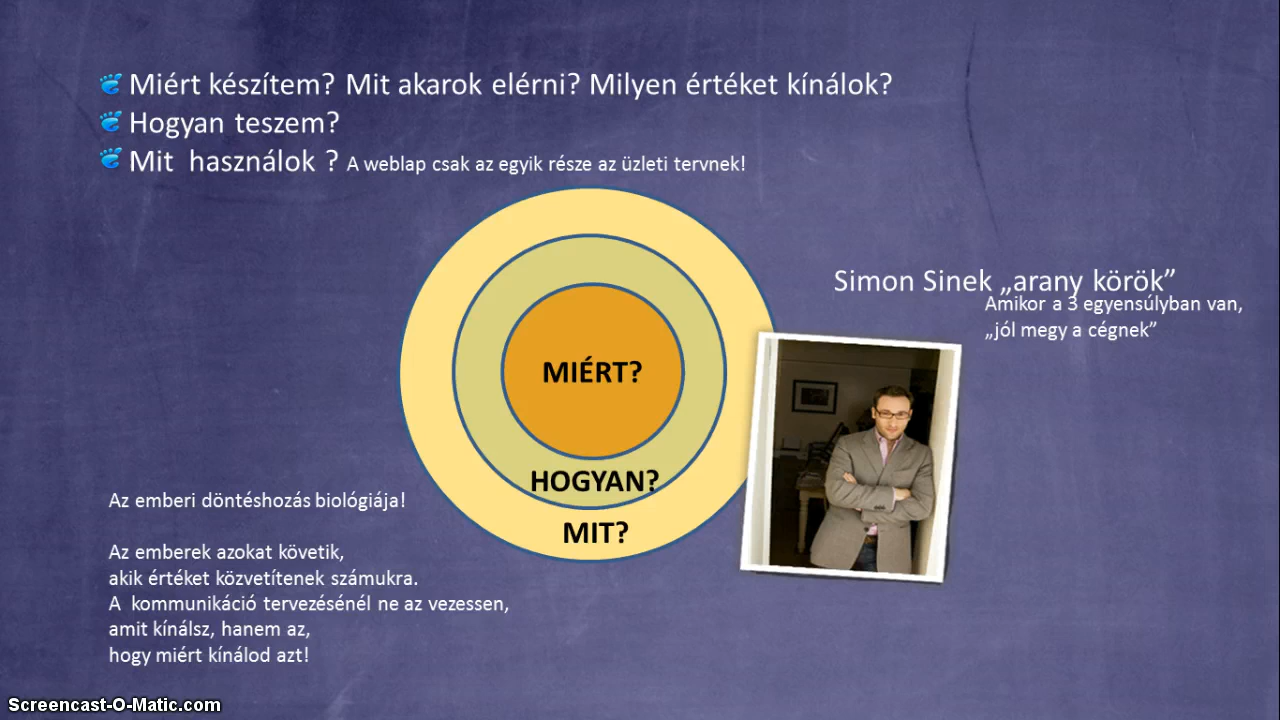 Miért készítem? Mit akarok elérni? Milyen értéket kínálok?
Hogyan teszem?
Mit használok ? A weblap csak az egyik része az üzleti tervnek!
Simon Sinek „arany körök”
Amikor a 3 egyensúlyban van,
„jól megy a cégnek”
MIÉRT?
HOGYAN?
MIT?
Az emberi döntéshozás biológiája!
Az emberek azokat követik,
akik értéket közvetítenek számukra.
A kommunikáció tervezésénél ne az vezessen,
amit kínálsz, hanem az,
hogy miért kínálod azt!
Screencast-O-Matic.com